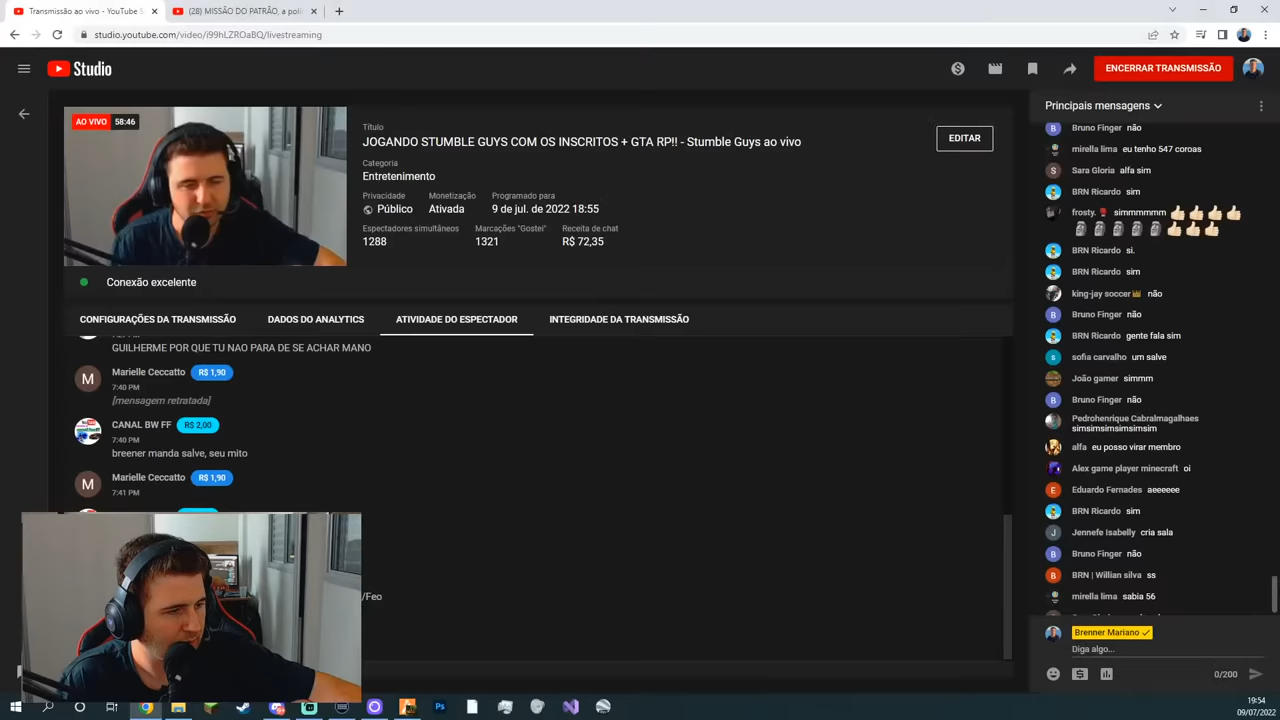 Transmissão ao vivo - YouTube S
(28) MISSÃO DO PATRÃO, a políc
studio.youtube.com/video/i99hLZROaBQ/livestreaming
Studio
ENCERRAR TRANSMISSÃO
AO VIVO
58:46
Título
JOGANDO STUMBLE GUYS COM OS INSCRITOS + GTA RP!! - Stumble Guys ao vivo
EDITAR
Categoria
Entretenimento
Privacidade
Monetização
Programado para
Público
Ativada
9 de jul. de 2022 18:55
Espectadores simultâneos
Marcações "Gostei"
Receita de chat
1288
1321
R$ 72,35
Conexão excelente
CONFIGURAÇÕES DA TRANSMISSÃO
DADOS DO ANALYTICS
ATIVIDADE DO ESPECTADOR
INTEGRIDADE DA TRANSMISSÃO
GUILHERME POR QUE TU NAO PARA DE SE ACHAR MANO
M
Marielle Ceccatto R$ 1,90
7:40 PM
[mensagem retratada]
CANAL BW FF R$ 2,00
7:40 PM
breener manda salve, seu mito
M
Marielle Ceccatto R$ 1,90
7:41 PM
/Feo
Principais mensagens
B Bruno Finger não
mirella lima eu tenho 547 coroas
S Sara Gloria alfa sim
BRN Ricardo sim
frosty. simmmmmm
BRN Ricardo si.
BRN Ricardo sim
king-jay soccer não
B Bruno Finger não
BRN Ricardo gente fala sim
s sofia carvalho um salve
João gamer simmm
B Bruno Finger não
Pedrohenrique Cabralmagalhaes
simsimsimsimsimsim
alfa eu posso virar membro
Alex game player minecraft oi
E Eduardo Fernades aeeeeee
BRN Ricardo sim
J Jennefe Isabelly cria sala
B Bruno Finger não
BRN | Willian silva ss
mirella lima sabia 56
Brenner Mariano
Diga algo...
0/200
Ps
19:54
09/07/2022